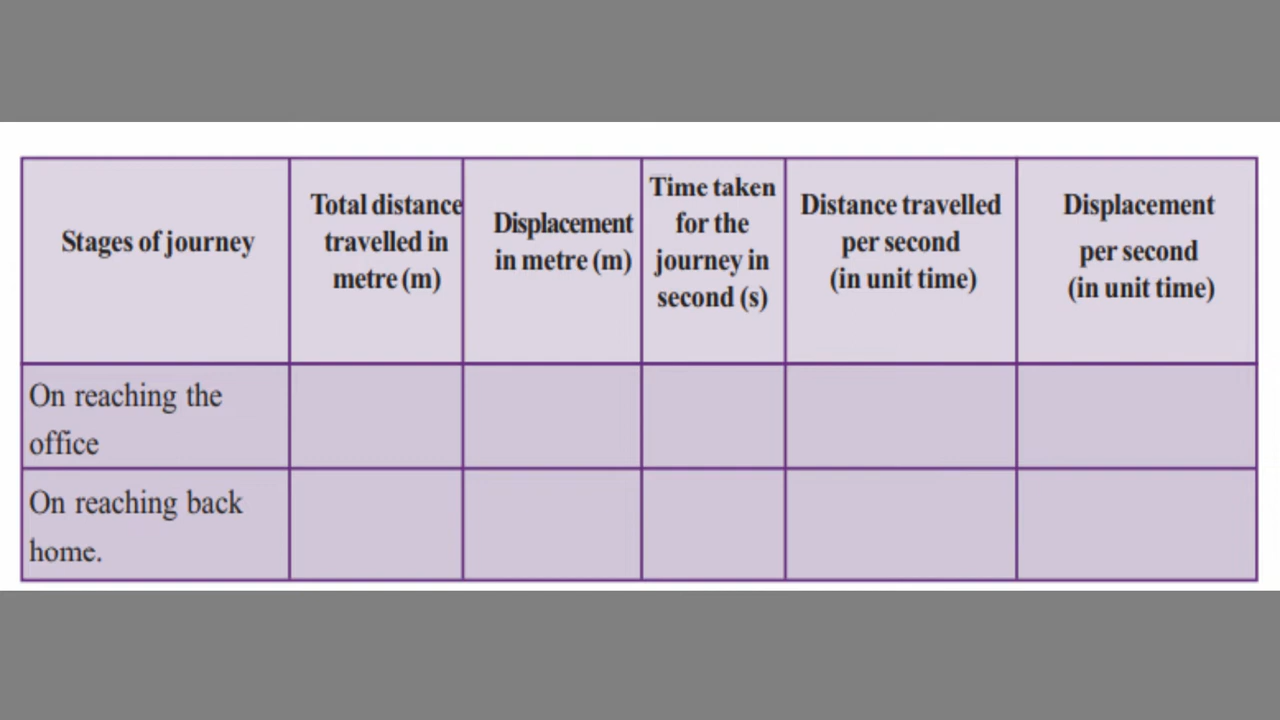 Stages of journey
Total distance
travelled in
metre (m)
Displacement
in metre (m)
Time taken
for the
journey in
second (s)
Distance travelled
per second
(in unit time)
Displacement
per second
(in unit time)
On reaching the
office
On reaching back
home.